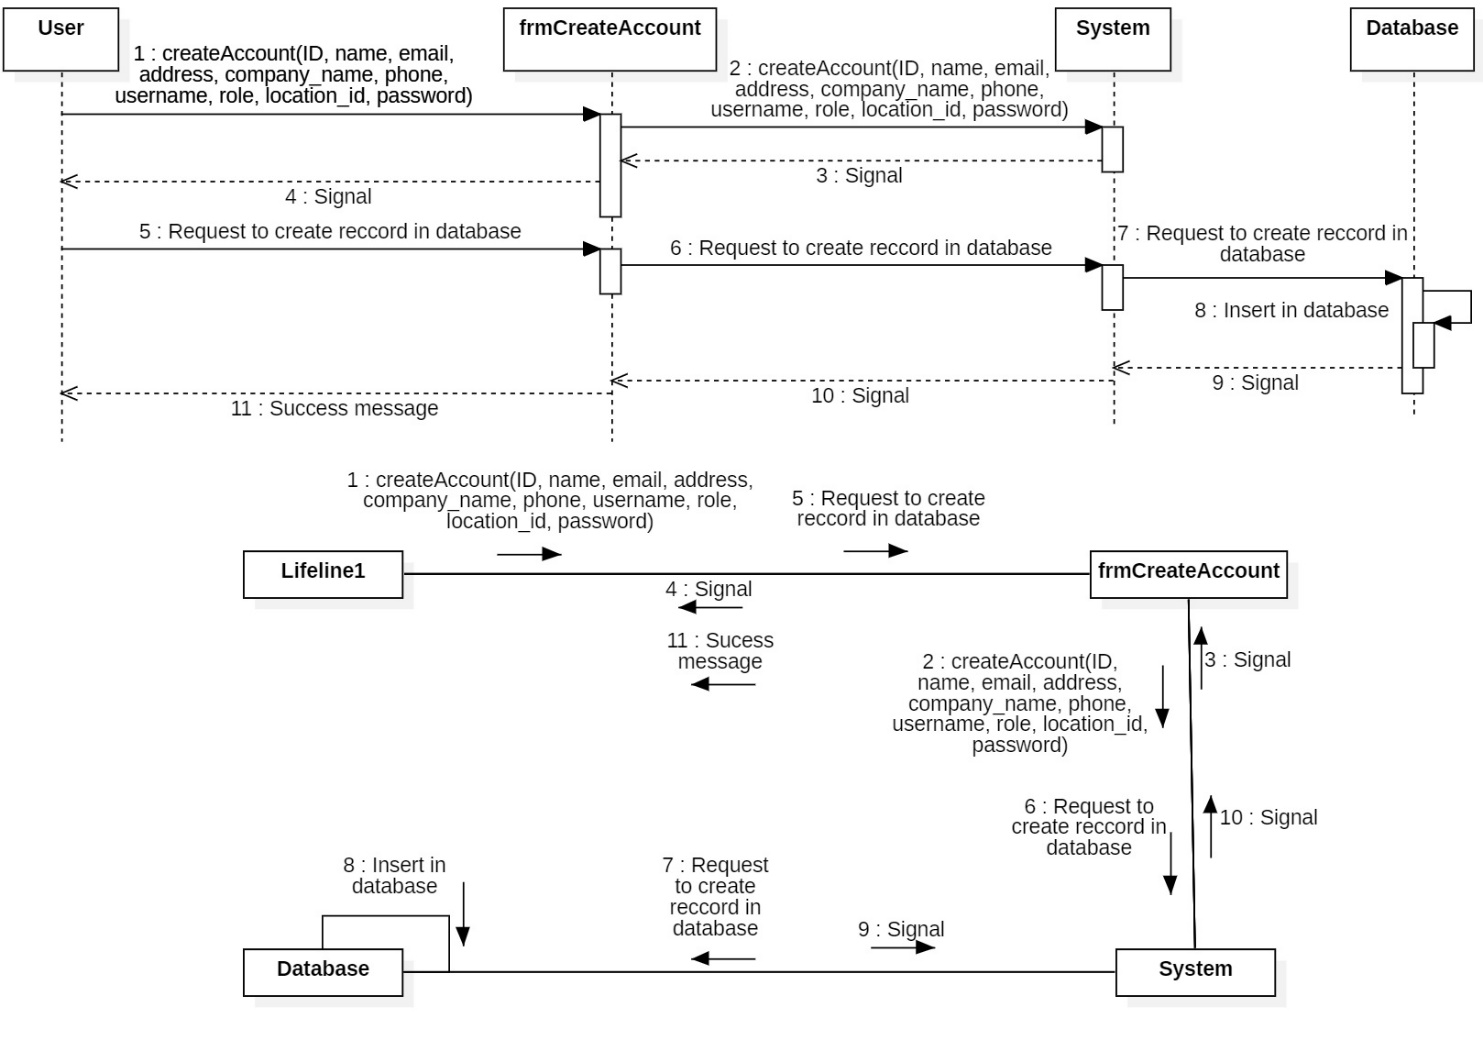 User
frmCreateAccount
System
Database
1 : createAccount(ID, name, email,
address, company_name, phone,
username, role, location_id, password)
2 : createAccount(ID, name, email,
address, company_name, phone,
username, role, location_id, password)
3 : Signal
4 : Signal
5 : Request to create reccord in database
6 : Request to create reccord in database
7 : Request to create reccord in
database
8 : Insert in database
9 : Signal
10 : Signal
11 : Success message
1 : createAccount(ID, name, email, address,
company_name, phone, username, role,
location_id, password)
5 : Request to create
reccord in database
Lifeline1
frmCreateAccount
4 : Signal
11 : Sucess
message
2 : createAccount(ID,
name, email, address,
company_name, phone,
username, role, location_id,
password)
3 : Signal
6 : Request to
create reccord in
database
10 : Signal
8 : Insert in
database
7 : Request
to create
reccord in
database
9 : Signal
Database
System